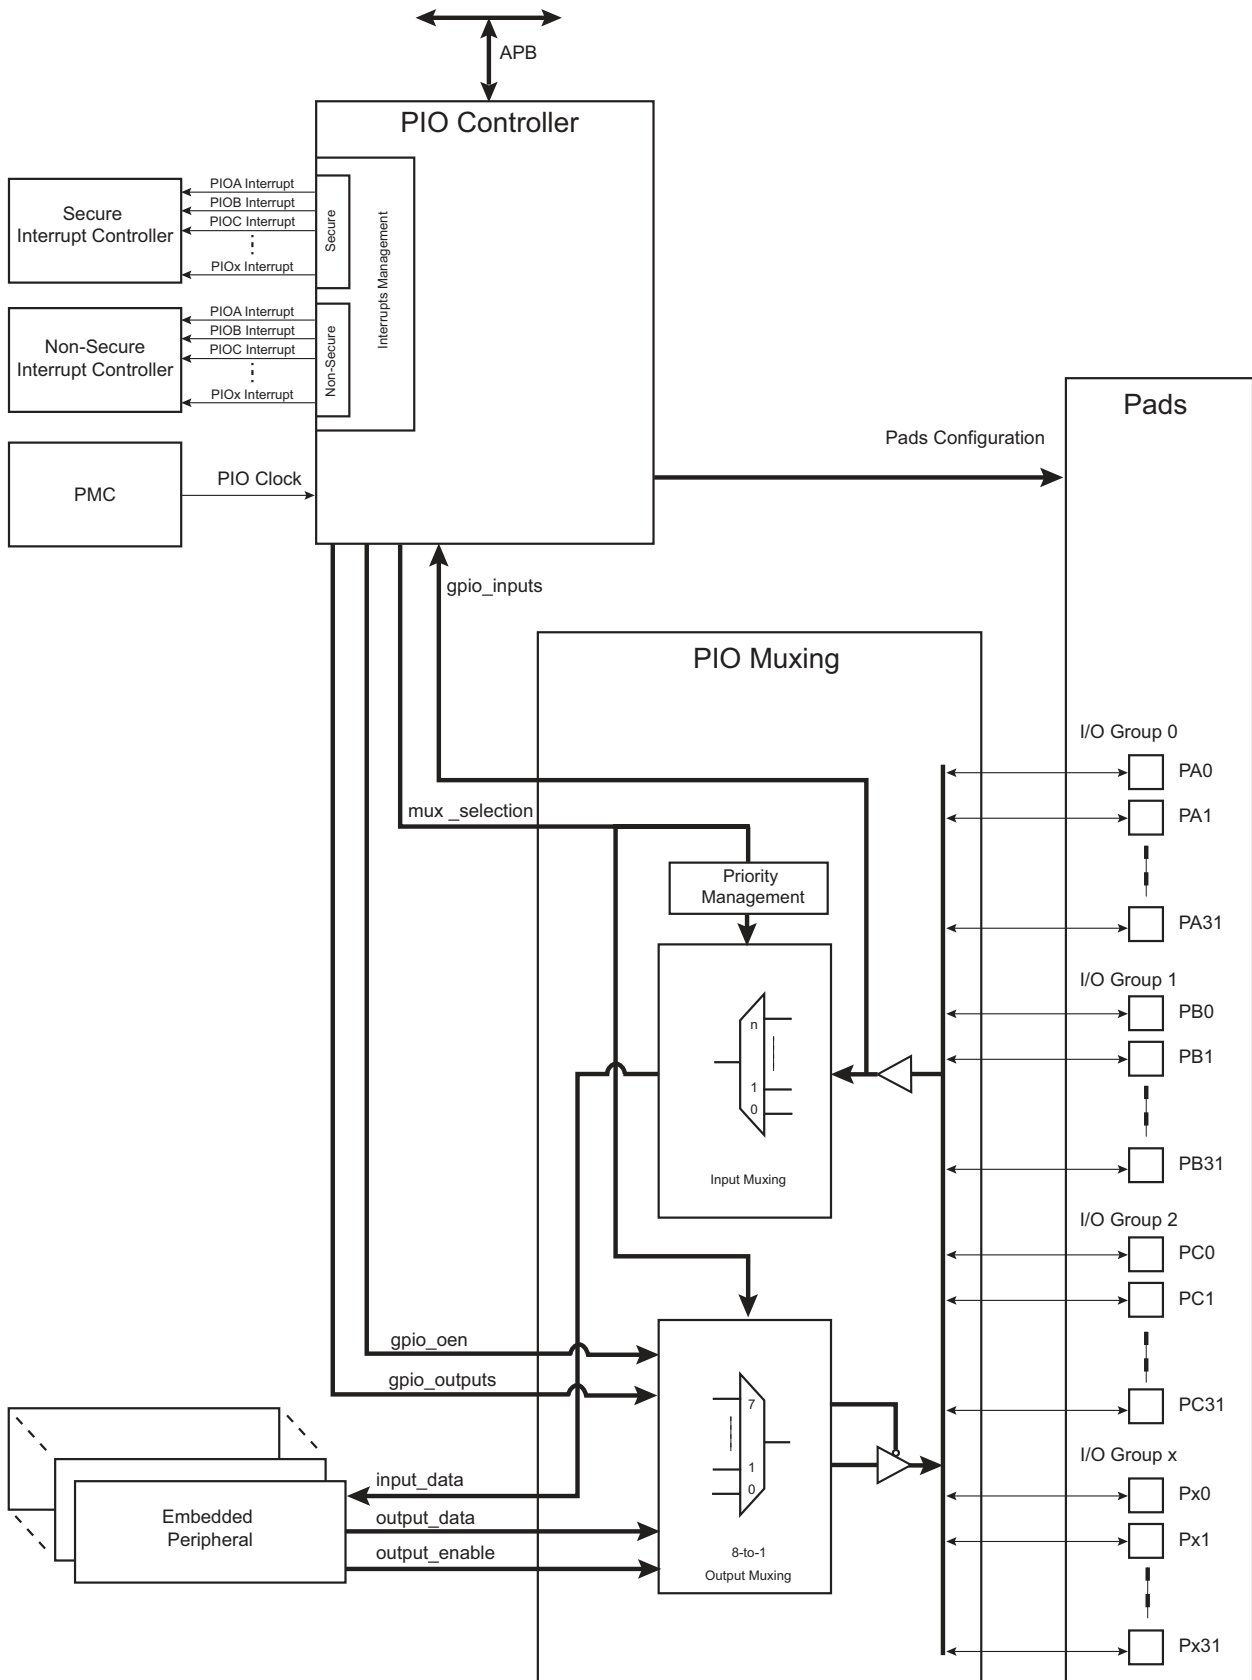 APB
PIO Controller
PIOA Interrupt
PIOB Interrupt
PIOC Interrupt
PIOx Interrupt
Secure
Interrupt Controller
Secure
Interrupts Management
PIOA Interrupt
PIOB Interrupt
PIOC Interrupt
PIOx Interrupt
Non-Secure
Interrupt Controller
Non-Secure
PMC
PIO Clock
Pads Configuration
Pads
gpio_inputs
PIO Muxing
mux _selection
Priority
Management
n
1
0
Input Muxing
gpio_oen
gpio_outputs
7
1
0
8-to-1
Output Muxing
input_data
output_data
output_enable
Embedded
Peripheral
I/O Group 0
PA0
PA1
PA31
I/O Group 1
PB0
PB1
PB31
I/O Group 2
PC0
PC1
PC31
I/O Group x
Px0
Px1
Px31